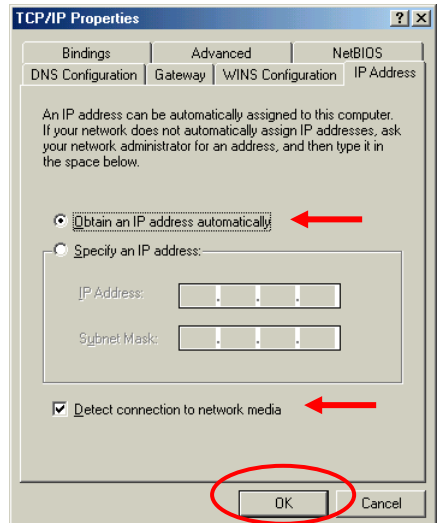 TCP/IP Properties
Bindings Advanced NetBIOS
DNS Configuration Gateway WINS Configuration IP Address
An IP address can be automatically assigned to this computer.
If your network does not automatically assign IP addresses, ask
your network administrator for an address, and then type it in
the space below.
Obtain an IP address automatically
Specify an IP address:
IP Address:
Subnet Mask:
Detect connection to network media
OK Cancel